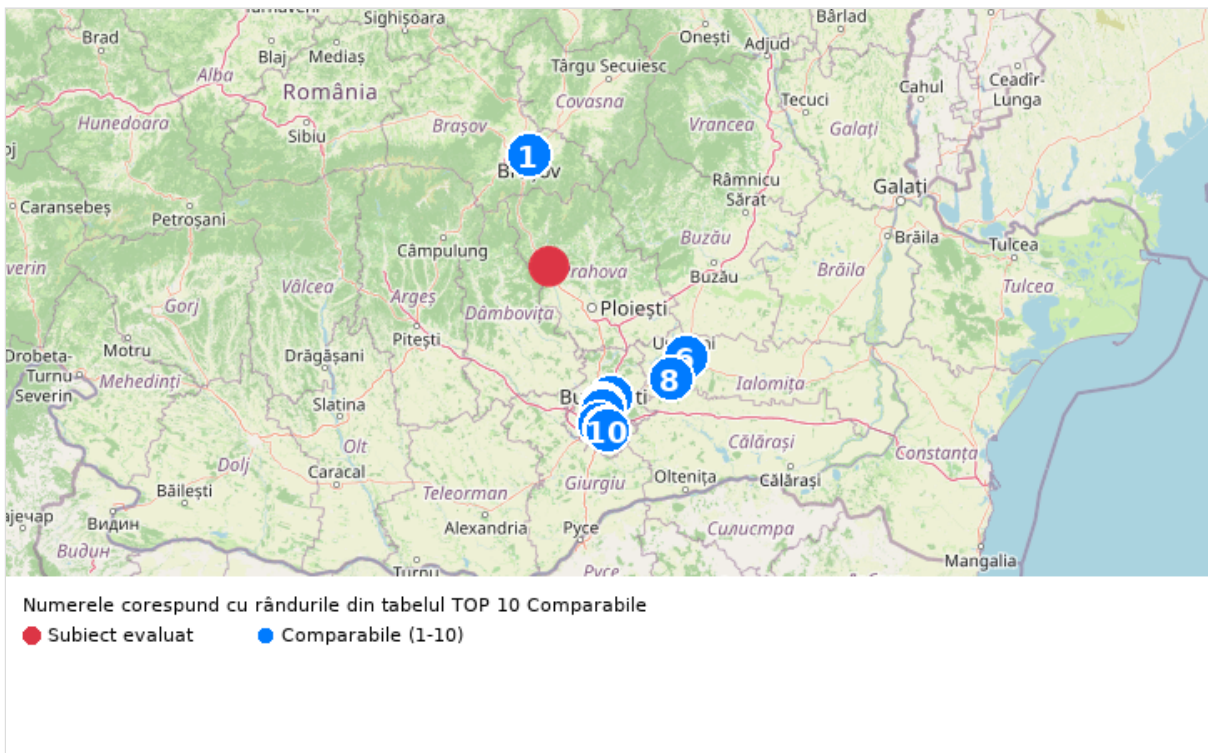 Sighișoara
Bârlad
Brad
Onești
Adjud
Blaj
Mediaș
Târgu Secuiesc
Alba
România
Cahul
Ceadîr-
Lunga
Covasna
Tecuci
Hunedoara
Sibiu
Brașov
Vrancea
Galați
1
Râmnicu
Sărat
Galați
Caransebeș
Petroșani
Câmpulung
Buzău
Brăila
Tulcea
Buzău
Brăila
Tulcea
Vâlcea
Argeș
Gorj
Dâmbovița
Ploiești
Pitești
Motru
Drăgășani
6
Drobeta-
Turnu
Severin
Mehedinți
8
Ialomița
Slatina
10
Olt
Călărași
Constanța
Dolj
Caracal
Giurgiu
Oltenița
Călărași
Băilești
Teleorman
Видин
Alexandria
Русе
Силистра
Видин
Mangalia
Numerele corespund cu rândurile din tabelul TOP 10 Comparabile
Subiect evaluat
Comparabile (1-10)